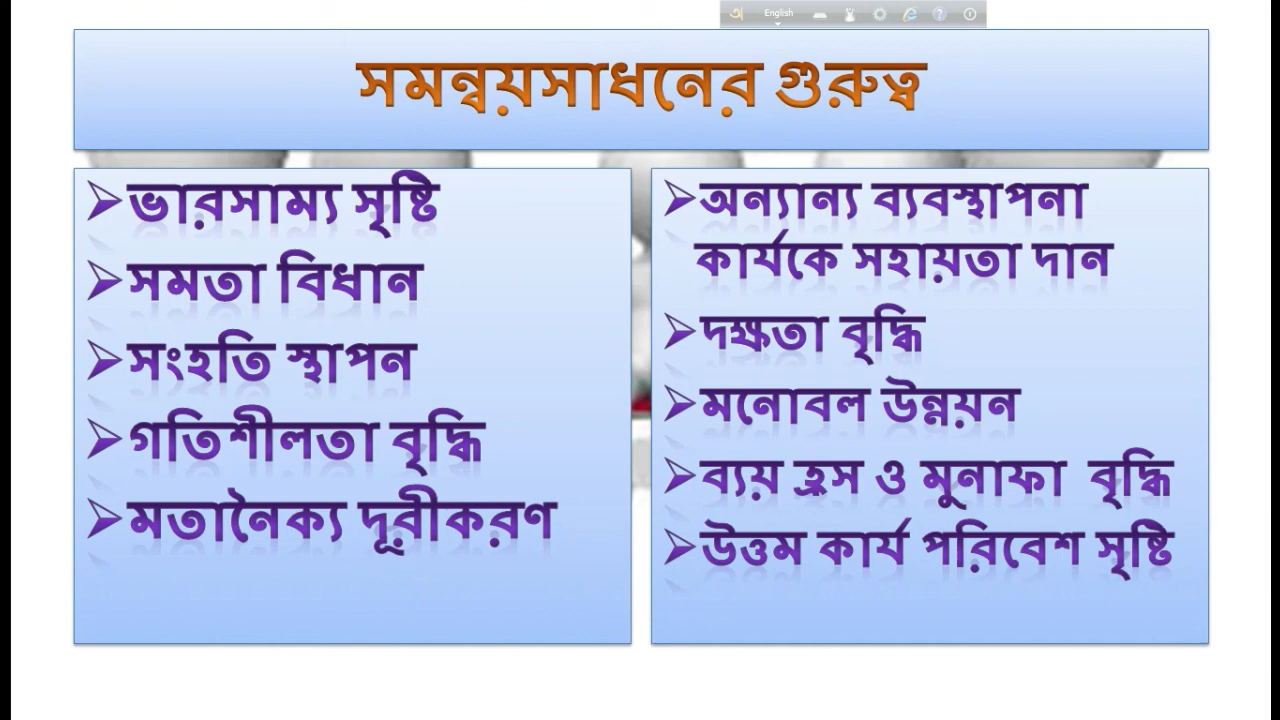 English
সমন্বয়সাধনের গুরুত্ব
➢ভারসাম্য সৃষ্টি
➢সমতা বিধান
➢সংহতি স্থাপন
➢গতিশীলতা বৃদ্ধি
➢মতানৈক্য দূরীকরণ
➢অন্যান্য ব্যবস্থাপনা
কার্যকে সহায়তা দান
➢দক্ষতা বৃদ্ধি
➢মনোবল উন্নয়ন
➢ব্যয় হ্রস ও মুনাফা বৃদ্ধি
➢উত্তম কার্য পরিবেশ সৃষ্টি